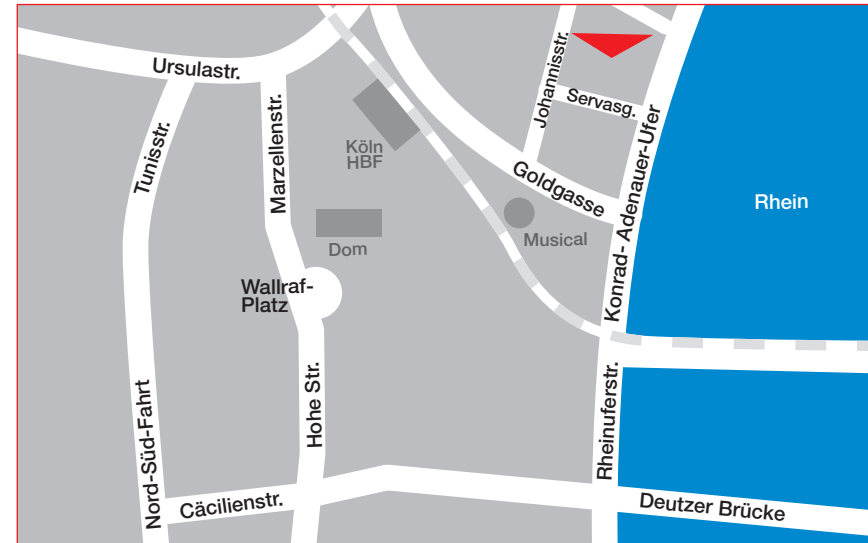 Ursulastr.
Johannisstr.
Servasg.
Tunisstr.
Marzellenstr.
Köln
HBF
Goldgasse
Konrad- Adenauer-Ufer
Rhein
Dom
Musical
Wallraf-
Platz
Nord-Süd-Fahrt
Hohe Str.
Rheinuferstr.
Cäcilienstr.
Deutzer Brücke